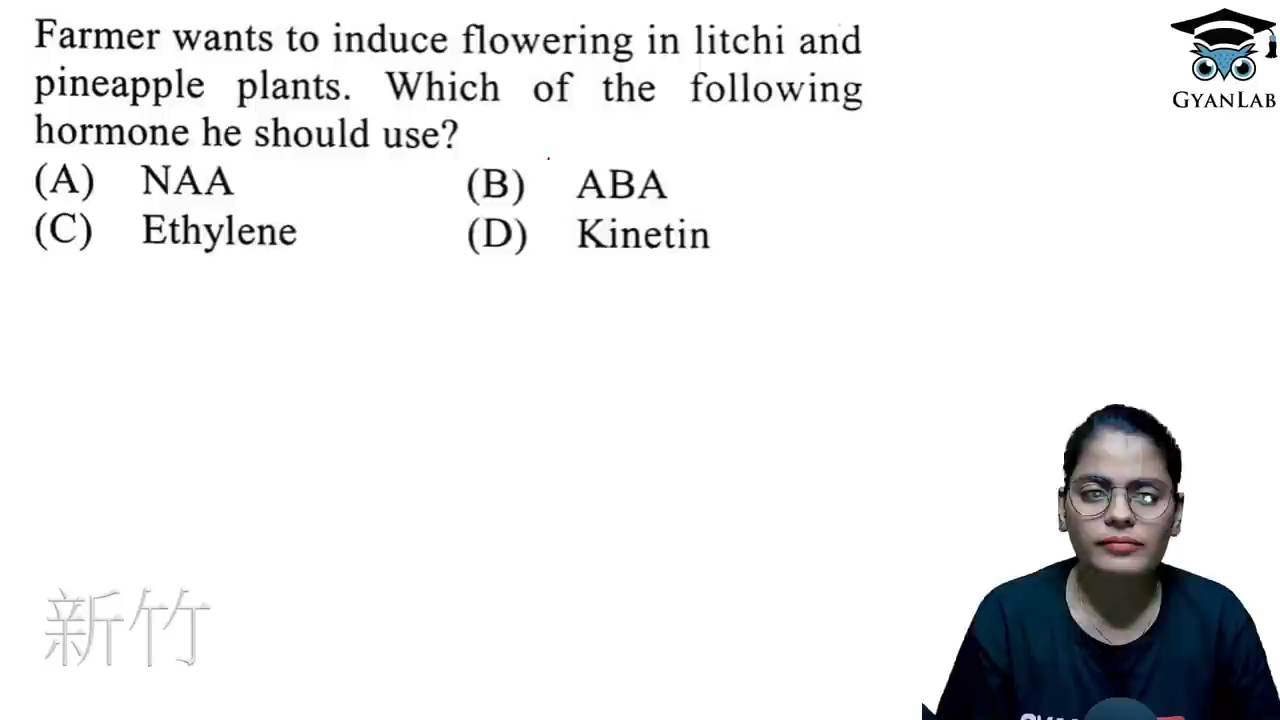 Farmer wants to induce flowering in litchi and
pineapple plants. Which of the following
hormone he should use?
(A) NAA (B) ABA
(C) Ethylene (D) Kinetin
GYANLAB
新竹